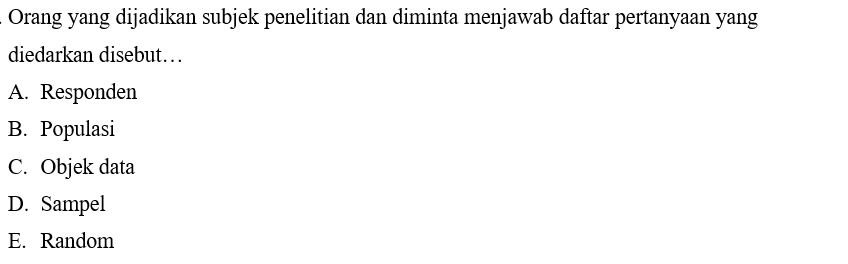 . Orang yang dijadikan subjek penelitian dan diminta menjawab daftar pertanyaan yang
diedarkan disebut…
A. Responden
B. Populasi
C. Objek data
D. Sampel
E. Random